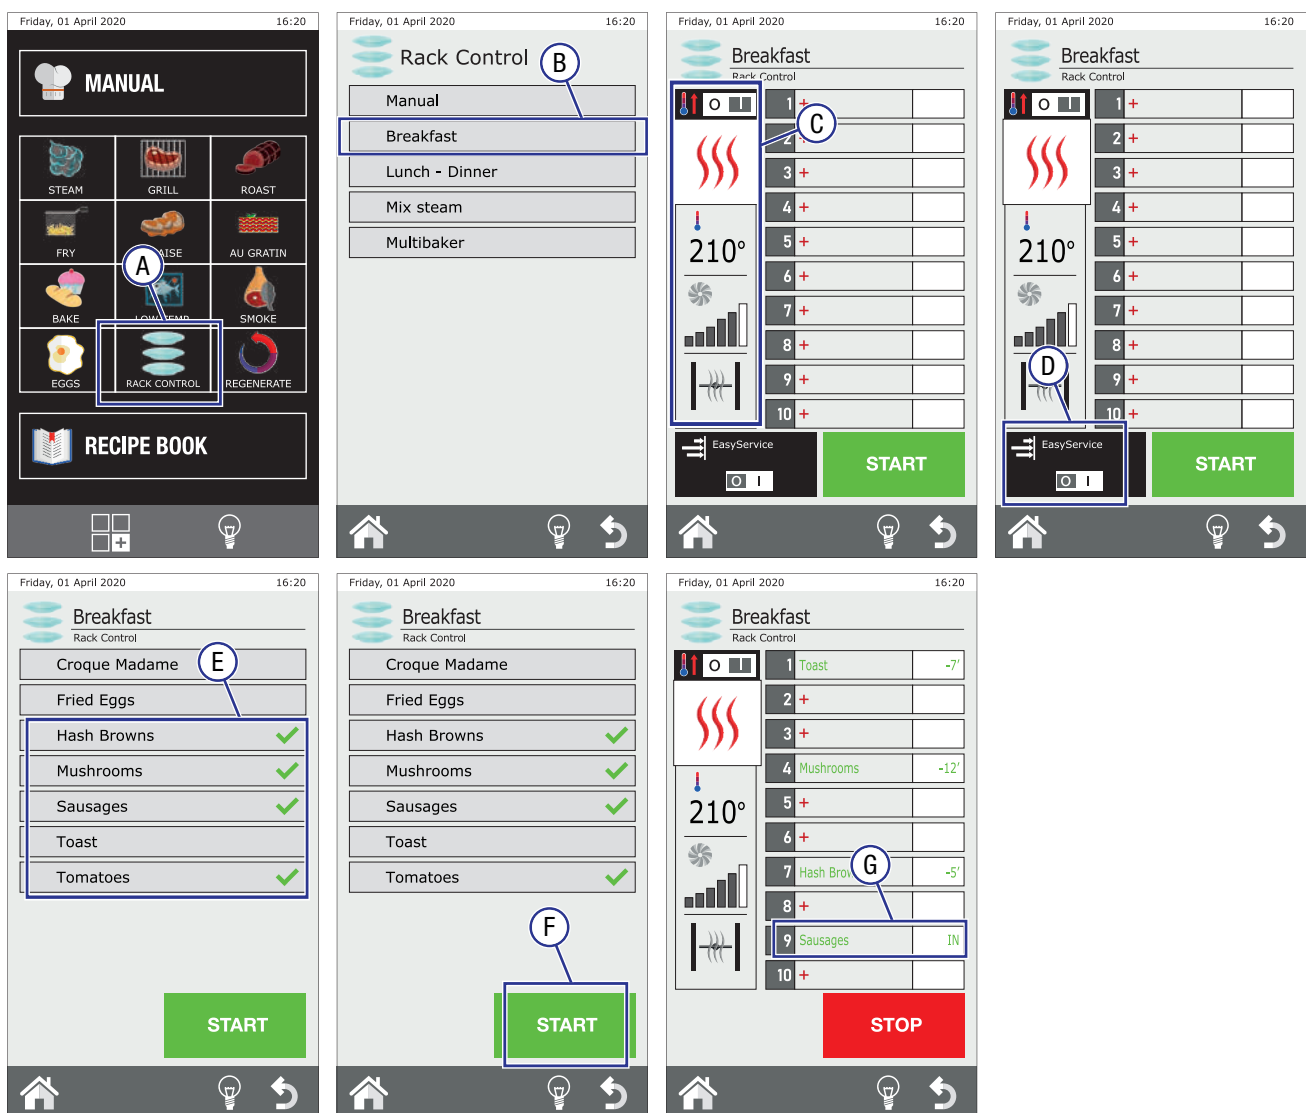 Friday, 01 April 2020 16:20
MANUAL
STEAM GRILL ROAST
FRY AU GRATIN
A
BAKE SMOKE
EGGS RACK CONTROL REGENERATE
RECIPE BOOK
Friday, 01 April 2020 16:20
Rack Control
B
Manual
Breakfast
Lunch - Dinner
Mix steam
Multibaker
Friday, 01 April 2020 16:20
Breakfast
Rack Control
O I 1 +
C
2
3 +
4 +
210° 5 +
6 +
7 +
8 +
9 +
10 +
EasyService
O I
START
Friday, 01 April 2020 16:20
Breakfast
Rack Control
O I 1 +
2 +
3 +
4 +
210° 5 +
6 +
7 +
8 +
D
9 +
10 +
EasyService
O I
START
Friday, 01 April 2020 16:20
Breakfast
Rack Control
E
Croque Madame
Fried Eggs
Hash Browns
Mushrooms
Sausages
Toast
Tomatoes
START
Friday, 01 April 2020 16:20
Breakfast
Rack Control
Croque Madame
Fried Eggs
Hash Browns
Mushrooms
Sausages
Toast
Tomatoes
F
START
Friday, 01 April 2020 16:20
Breakfast
Rack Control
O I 1 Toast -7'
2 +
3 +
4 Mushrooms -12'
210° 5 +
6 +
7 Hash Brow -5'
G
8 +
9 Sausages IN
10 +
STOP